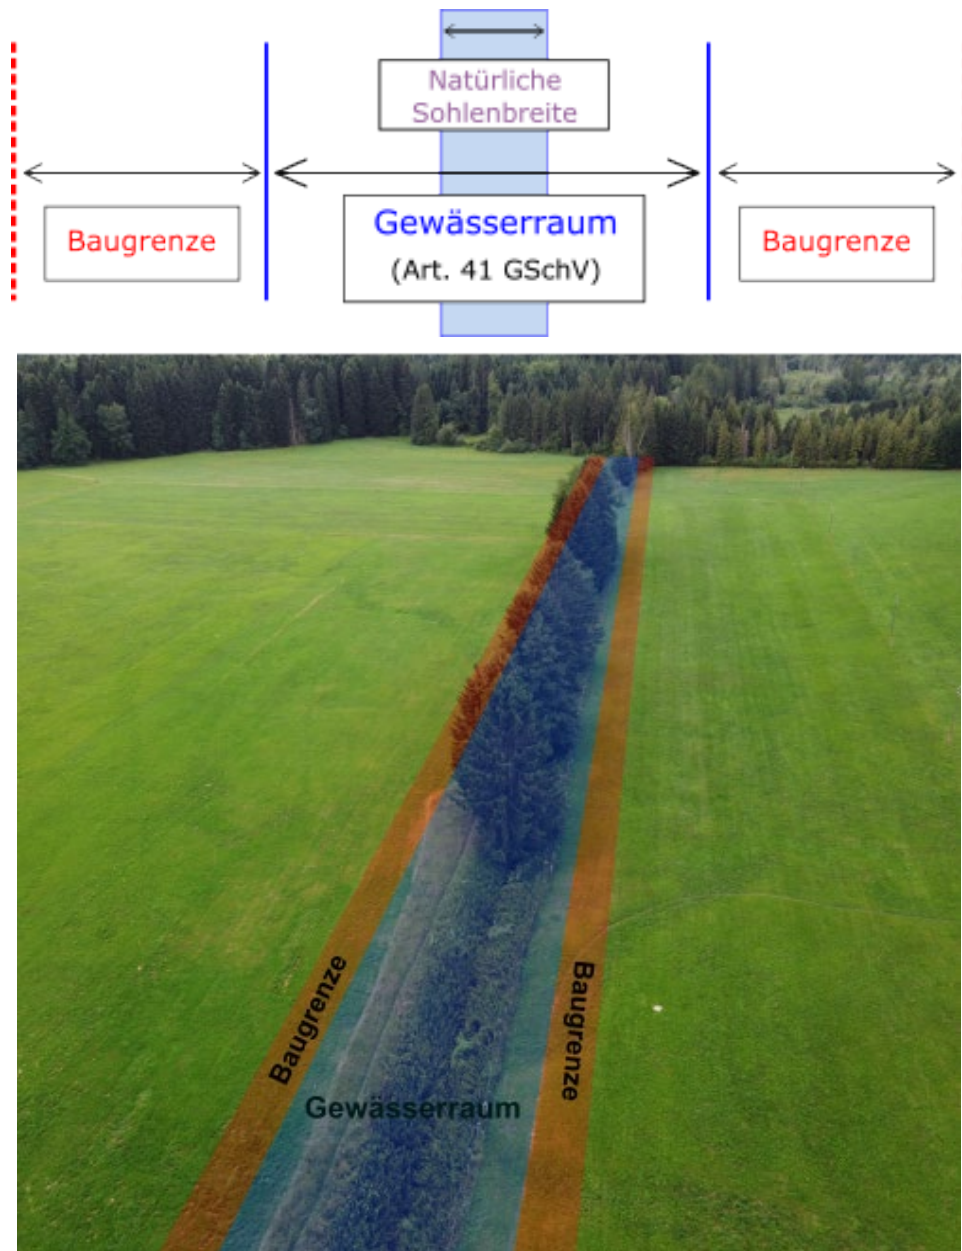 Natürliche
Sohlenbreite
Baugrenze
Gewässerraum
(Art. 41 GSchV)
Baugrenze
Baugrenze
Baugrenze
Gewässerraum